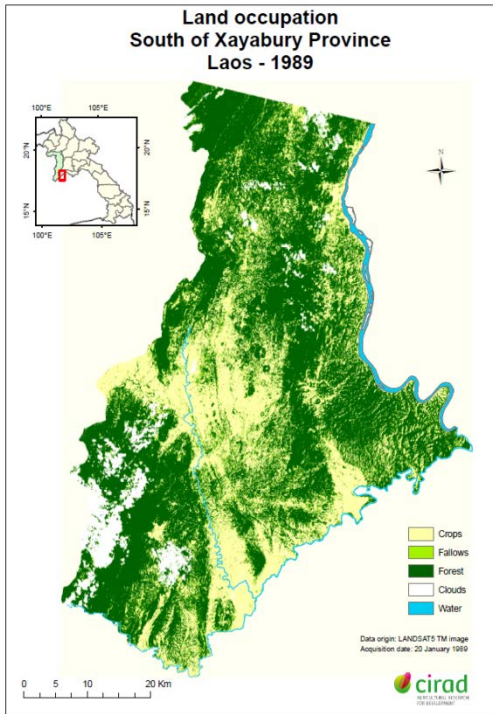 Land occupation
South of Xayabury Province
Laos - 1989
100°E 105°E
20°N 20°N
15°N 15°N
100°E 105°E
N
Crops
Fallows
Forest
Clouds
Water
Data origin: LANDSAT5 TM image
Acquisition date: 20 January 1989
0 5 10 20 Km
cirad
AGRICULTURAL RESEARCH
FOR DEVELOPMENT